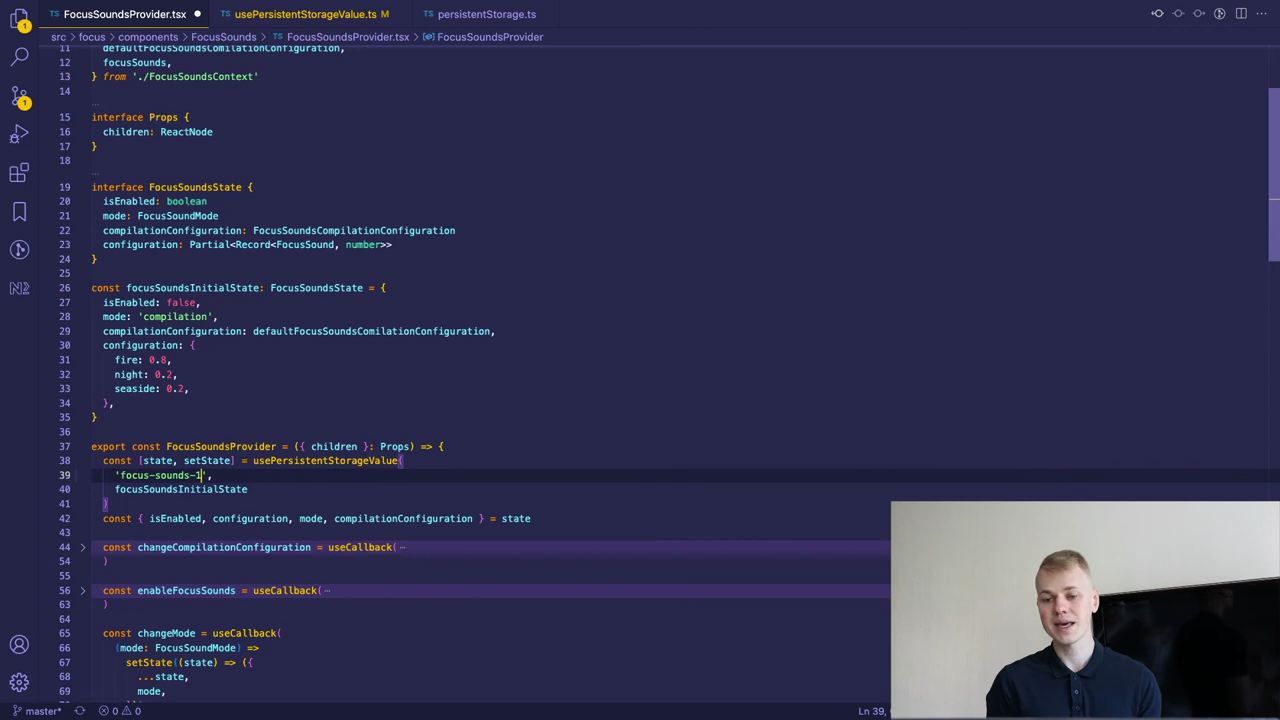 FocusSoundsProvider.tsx
TS usePersistentStorageValue.ts M
TS persistentStorage.ts
src > focus > components > FocusSounds > FocusSoundsProvider.tsx > FocusSoundsProvider
11 defaultFocusSoundsComilationConfiguration,
12 focusSounds,
13 } from './FocusSoundsContext'
14
15 interface Props {
16 children: ReactNode
17 }
18
19 interface FocusSoundsState {
20 isEnabled: boolean
21 mode: FocusSoundMode
22 compilationConfiguration: FocusSoundsCompilationConfiguration
23 configuration: Partial<Record<FocusSound, number>>
24 }
25
26 const focusSoundsInitialState: FocusSoundsState = {
27 isEnabled: false,
28 mode: 'compilation',
29 compilationConfiguration: defaultFocusSoundsComilationConfiguration,
30 configuration: {
31 fire: 0.8,
32 night: 0.2,
33 seaside: 0.2,
34 },
35 }
36
37 export const FocusSoundsProvider = ({ children }: Props) => {
38 const [state, setState] = usePersistentStorageValue(
39 'focus-sounds-1',
40 focusSoundsInitialState
41 )
42 const { isEnabled, configuration, mode, compilationConfiguration } = state
43
44 const changeCompilationConfiguration = useCallback(…
54 )
55
56 const enableFocusSounds = useCallback(…
63 )
64
65 const changeMode = useCallback(
66 (mode: FocusSoundMode) =>
67 setState((state) => ({
68 ...state,
69 mode,
master* 0 0
Ln 39,
1
1